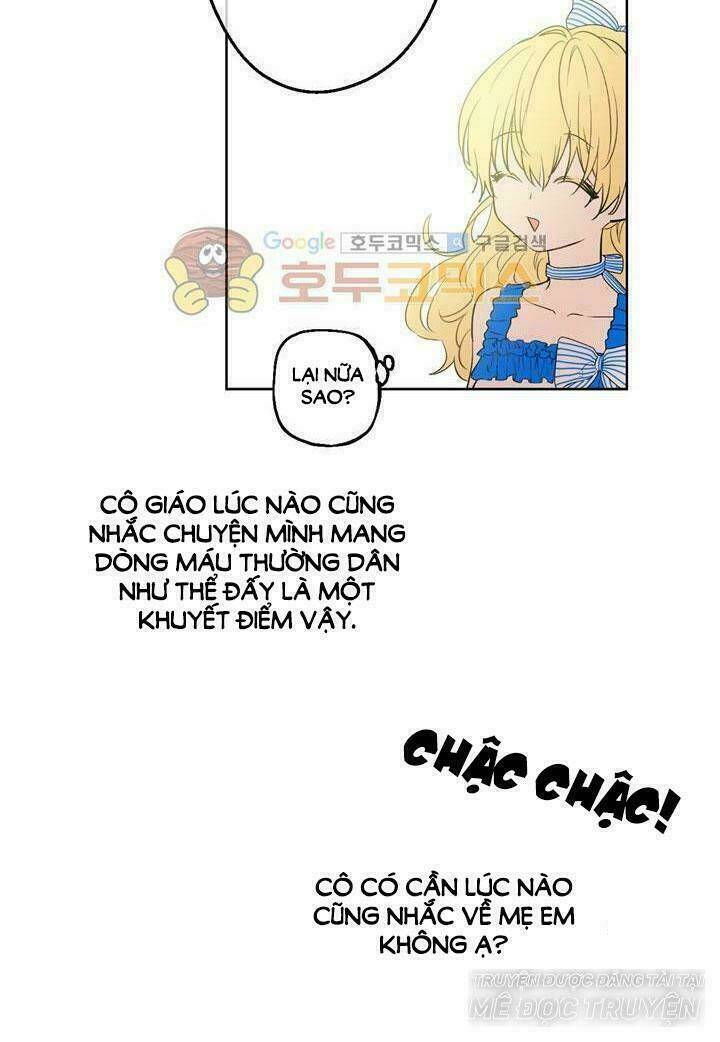 Google 호두코믹스 구글검색
호두코믹스
LẠI NỮA
SAO?
CÔ GIÁO LÚC NÀO CŨNG
NHẮC CHUYỆN MÌNH MANG
DÒNG MÁU THƯỜNG DÂN
NHƯ THỂ ĐẤY LÀ MỘT
KHUYẾT ĐIỂM VẬY.
CHẬC CHẬC!
CÔ CÓ CẦN LÚC NÀO
CŨNG NHẮC VỀ MẸ EM
KHÔNG Ạ?
TRUYỆN ĐƯỢC ĐĂNG TẢI TẠI
MÊ ĐỌC TRUYỆN